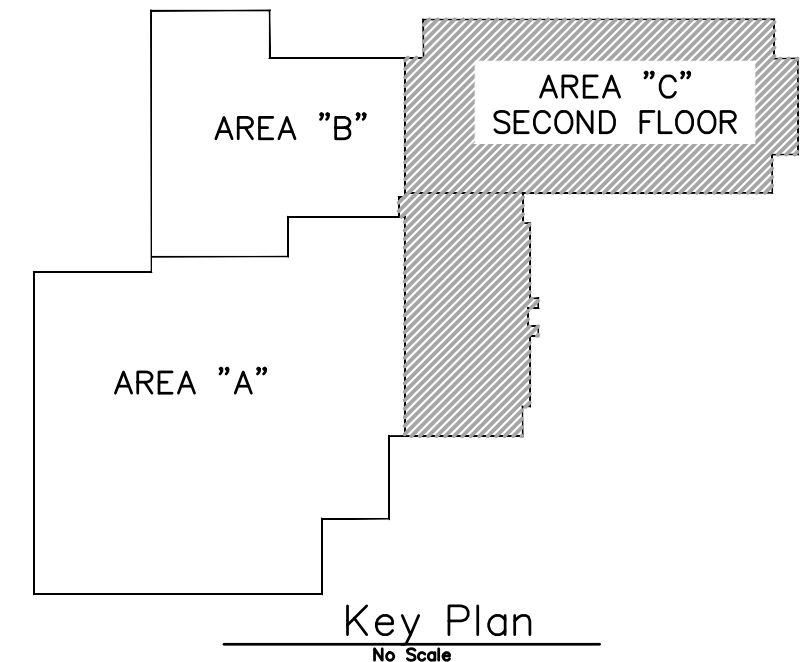 AREA "C"
SECOND FLOOR
AREA "B"
AREA "A"
Key Plan
No Scale